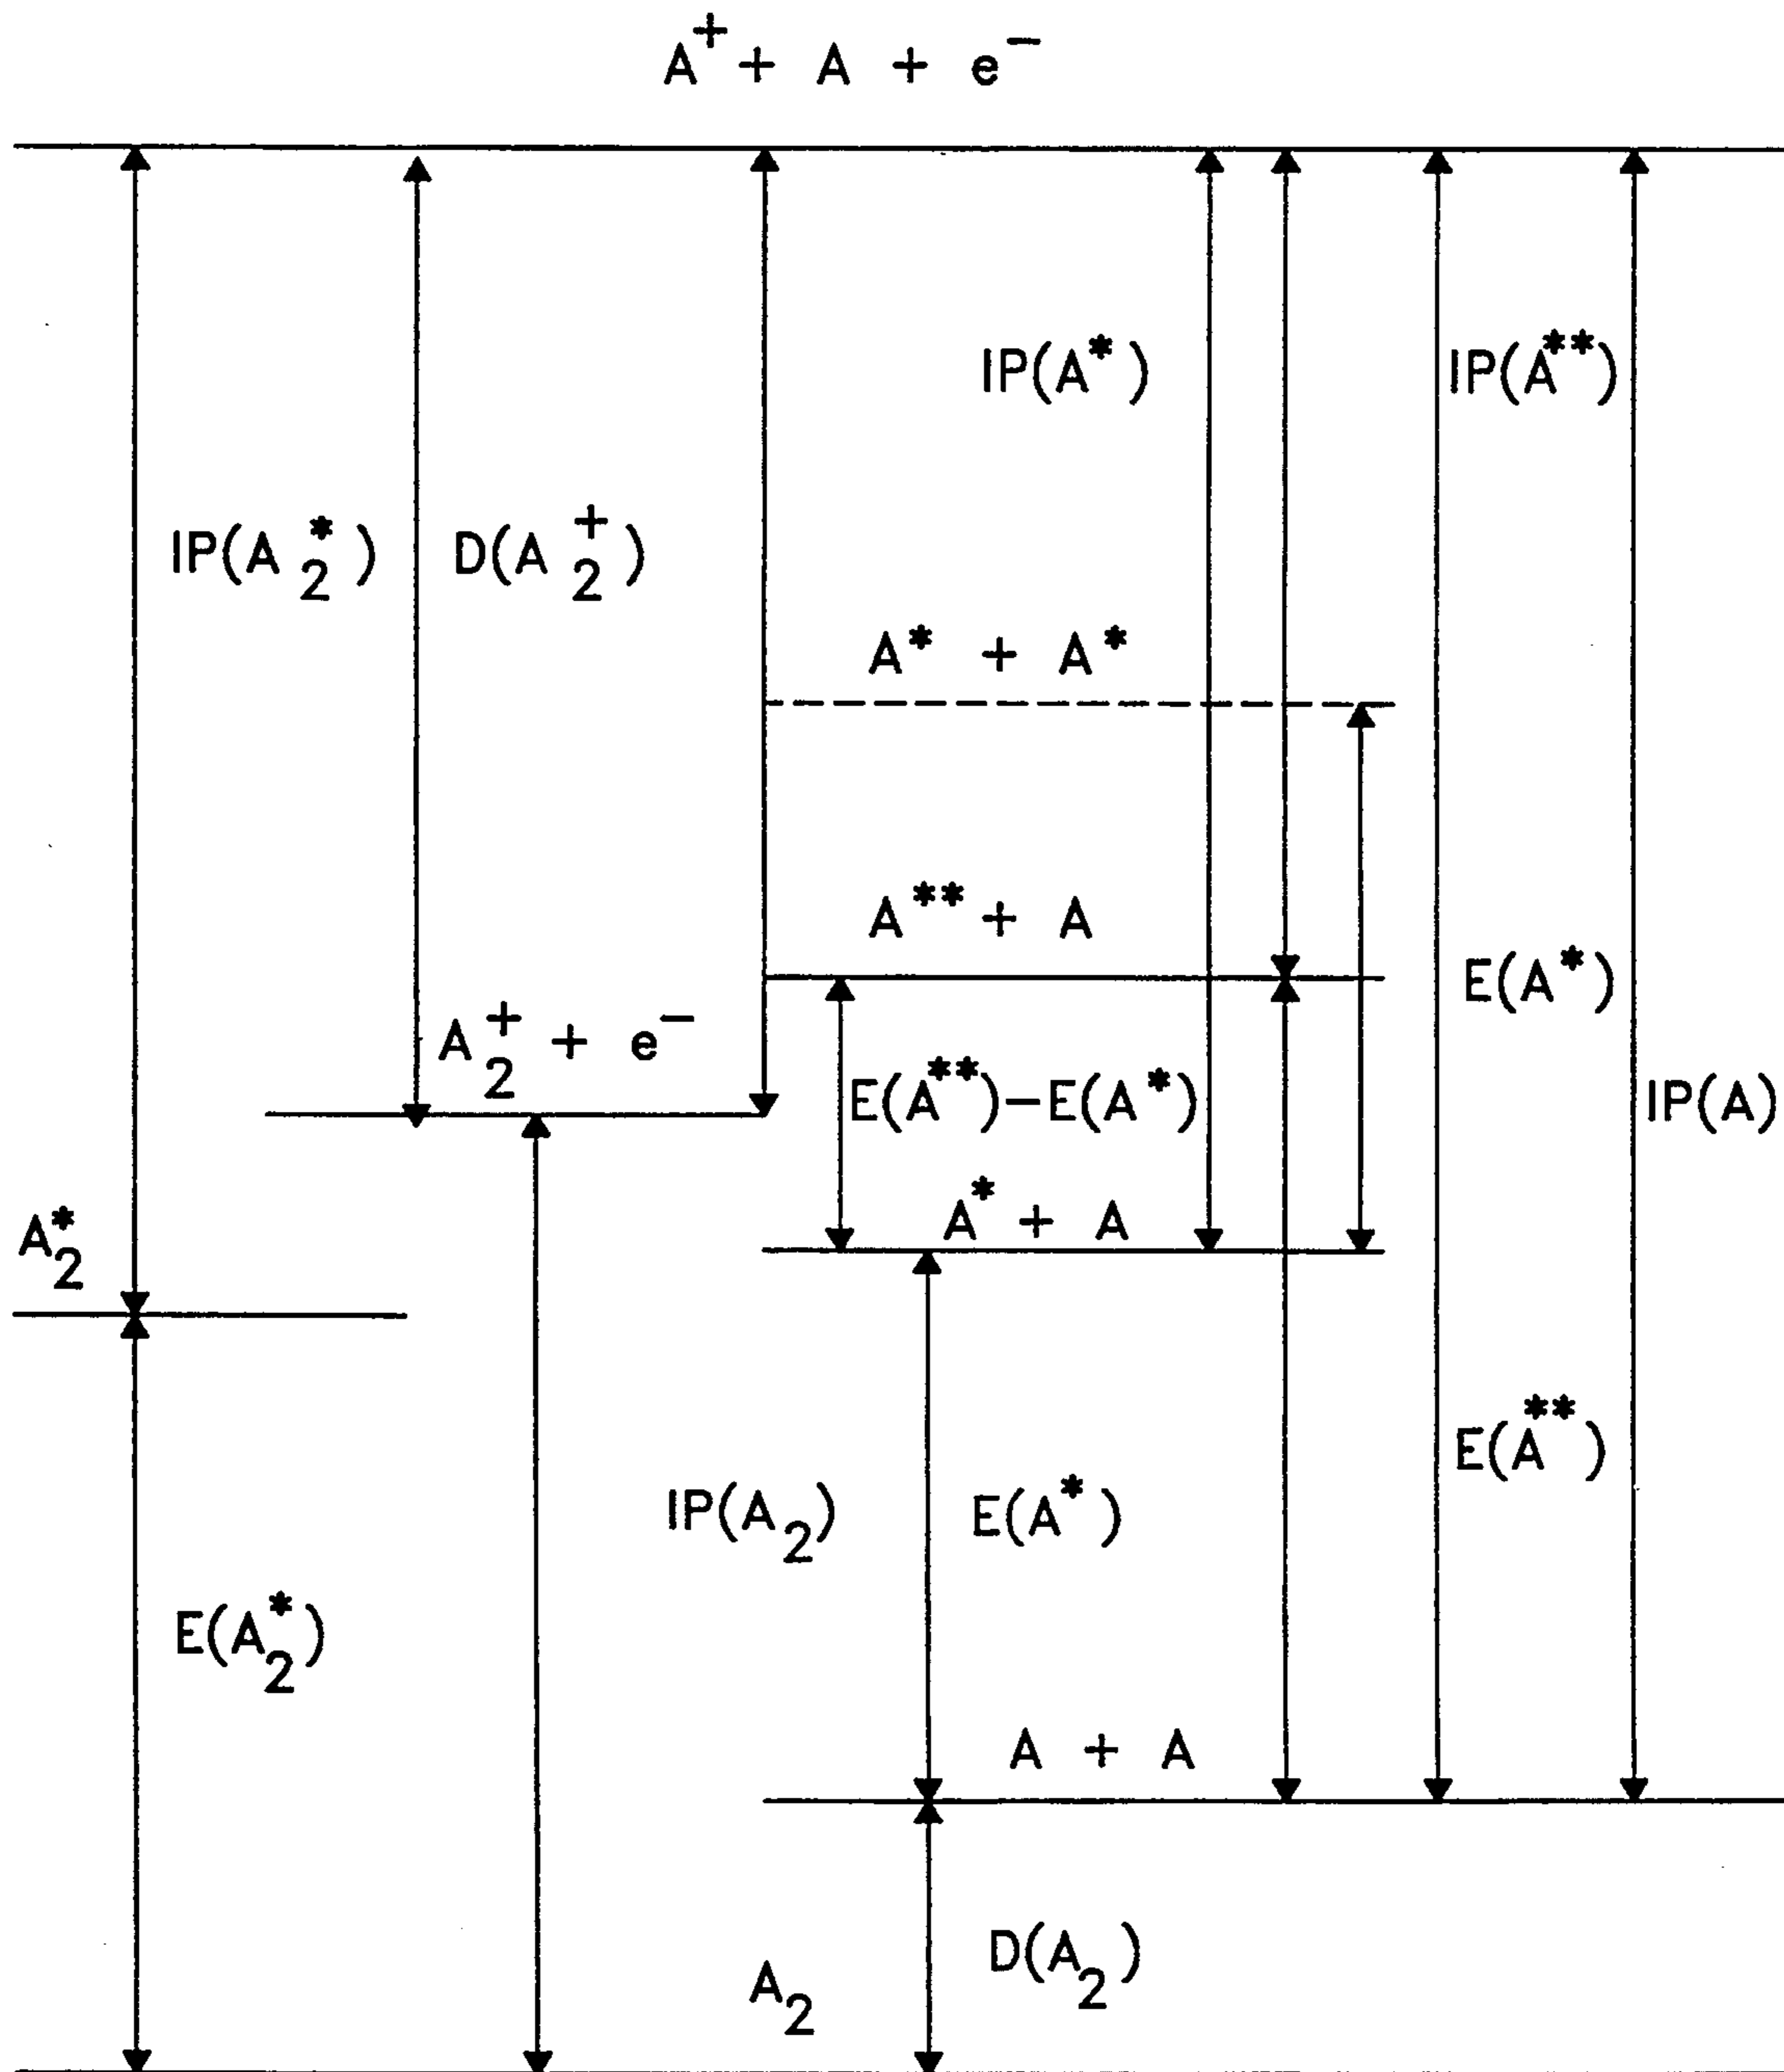 A⁺ + A + e⁻
IP(A*) IP(A**)
IP(A₂*) D(A₂⁺)
A* + A*
A** + A
E(A*)
A₂⁺ + e⁻
E(A**)−E(A*) IP(A)
A* + A
A₂*
E(A**)
IP(A₂) E(A*)
E(A₂*)
A + A
D(A₂)
A₂